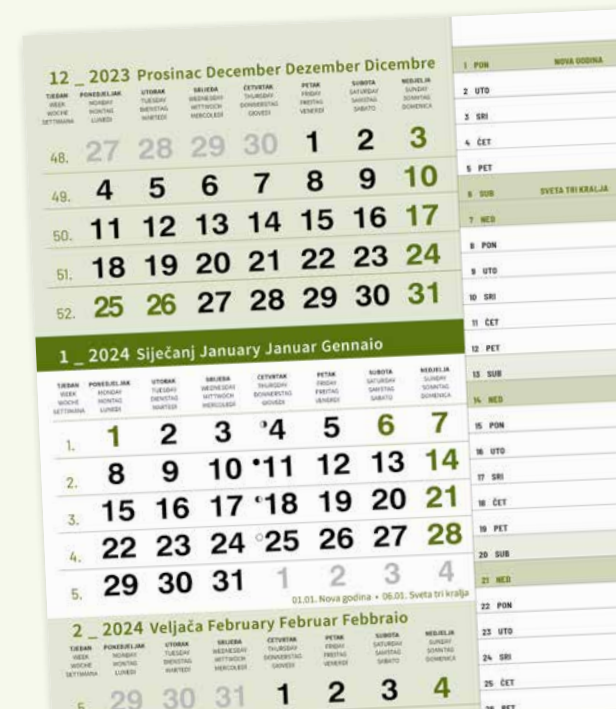 12 _ 2023 Prosinac December Dezember Dicembre
TJEDAN PONEDJELJAK UTORAK SRIJEDA ČETVRTAK PETAK SUBOTA NEDJELJA
WEEK MONDAY TUESDAY WEDNESDAY THURSDAY FRIDAY SATURDAY SUNDAY
WOCHE MONTAG DIENSTAG MITTWOCH DONNERSTAG FREITAG SAMSTAG SONNTAG
SETTIMANA LUNEDI MARTEDI MERCOLEDI GIOVEDI VENERDI SABATO DOMENICA
48. 27 28 29 30 1 2 3
49. 4 5 6 7 8 9 10
50. 11 12 13 14 15 16 17
51. 18 19 20 21 22 23 24
52. 25 26 27 28 29 30 31
1 _ 2024 Siječanj January Januar Gennaio
TJEDAN PONEDJELJAK UTORAK SRIJEDA ČETVRTAK PETAK SUBOTA NEDJELJA
WEEK MONDAY TUESDAY WEDNESDAY THURSDAY FRIDAY SATURDAY SUNDAY
WOCHE MONTAG DIENSTAG MITTWOCH DONNERSTAG FREITAG SAMSTAG SONNTAG
SETTIMANA LUNEDI MARTEDI MERCOLEDI GIOVEDI VENERDI SABATO DOMENICA
1. 1 2 3 4 5 6 7
2. 8 9 10 11 12 13 14
3. 15 16 17 18 19 20 21
4. 22 23 24 25 26 27 28
5. 29 30 31 1 2 3 4
01.01. Nova godina • 06.01. Sveta tri kralja
2 _ 2024 Veljača February Februar Febbraio
TJEDAN PONEDJELJAK UTORAK SRIJEDA ČETVRTAK PETAK SUBOTA NEDJELJA
WEEK MONDAY TUESDAY WEDNESDAY THURSDAY FRIDAY SATURDAY SUNDAY
WOCHE MONTAG DIENSTAG MITTWOCH DONNERSTAG FREITAG SAMSTAG SONNTAG
SETTIMANA LUNEDI MARTEDI MERCOLEDI GIOVEDI VENERDI SABATO DOMENICA
5. 29 30 31 1 2 3 4
1 PON NOVA GODINA
2 UTO
3 SRI
4 ČET
5 PET
6 SUB SVETA TRI KRALJA
7 NED
8 PON
9 UTO
10 SRI
11 ČET
12 PET
13 SUB
14 NED
15 PON
16 UTO
17 SRI
18 ČET
19 PET
20 SUB
21 NED
22 PON
23 UTO
24 SRI
25 ČET
26 PET